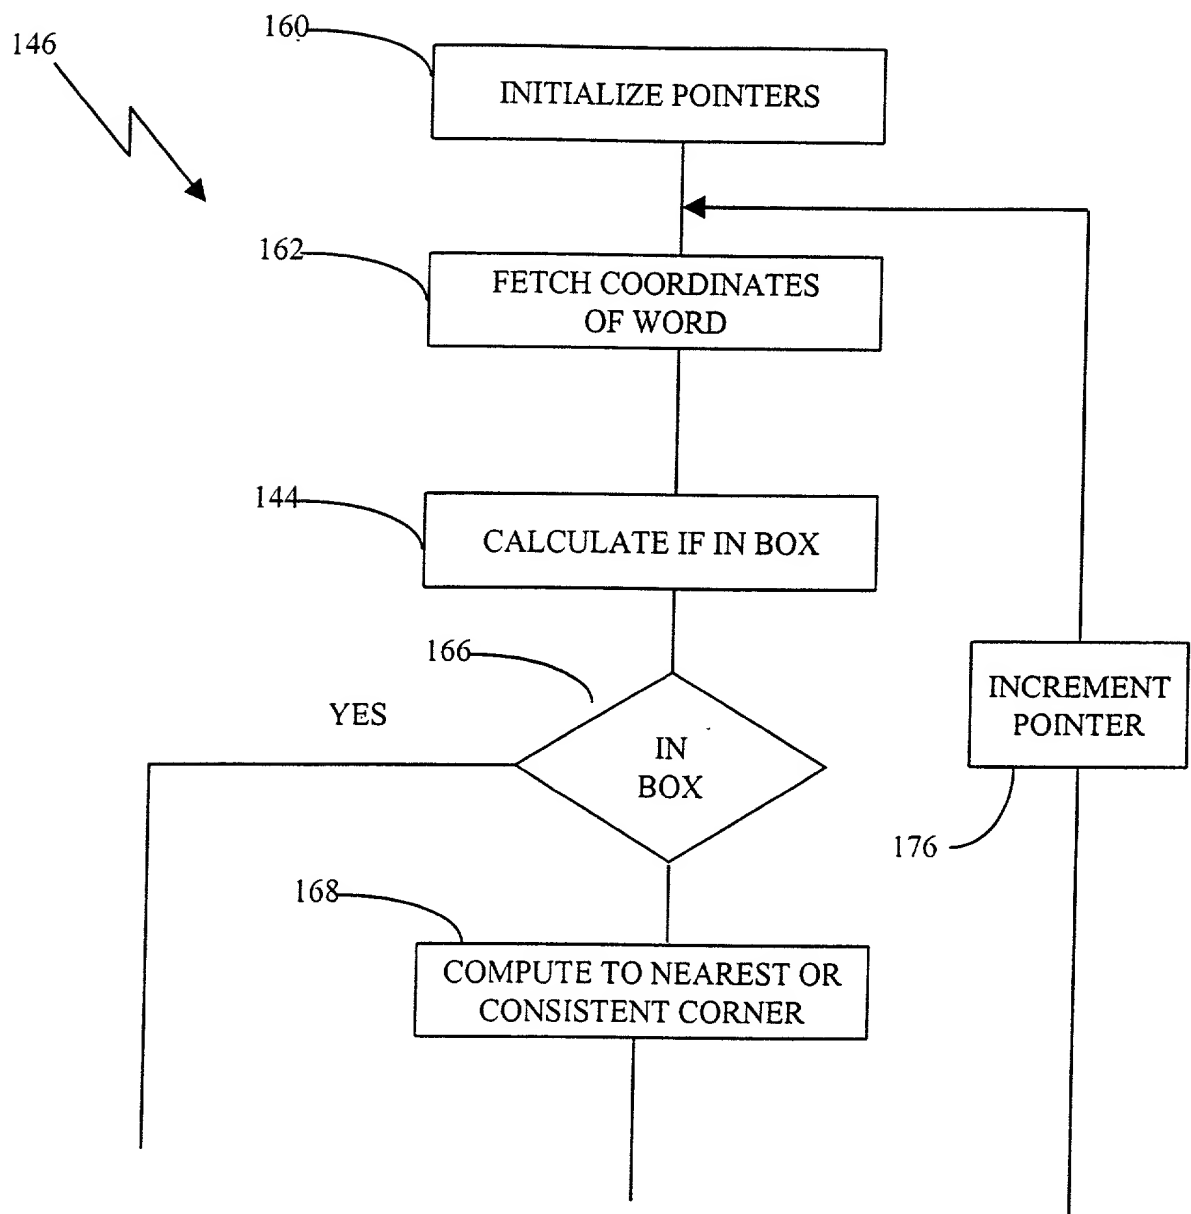 146
160
INITIALIZE POINTERS
162
FETCH COORDINATES
OF WORD
144
CALCULATE IF IN BOX
166
YES
IN
BOX
INCREMENT
POINTER
176
168
COMPUTE TO NEAREST OR
CONSISTENT CORNER